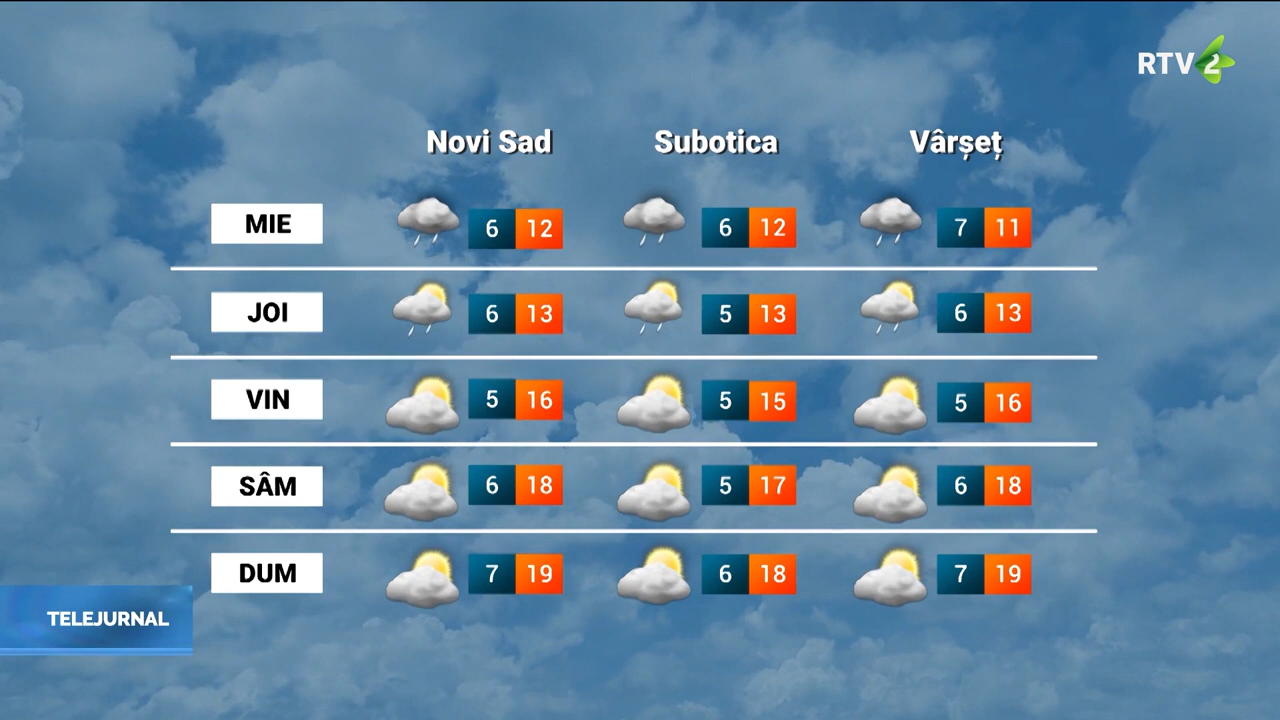 RTV 2
Novi Sad Subotica Vârșeț
MIE 6 12 6 12 7 11
JOI 6 13 5 13 6 13
VIN 5 16 5 15 5 16
SÂM 6 18 5 17 6 18
DUM 7 19 6 18 7 19
TELEJURNAL